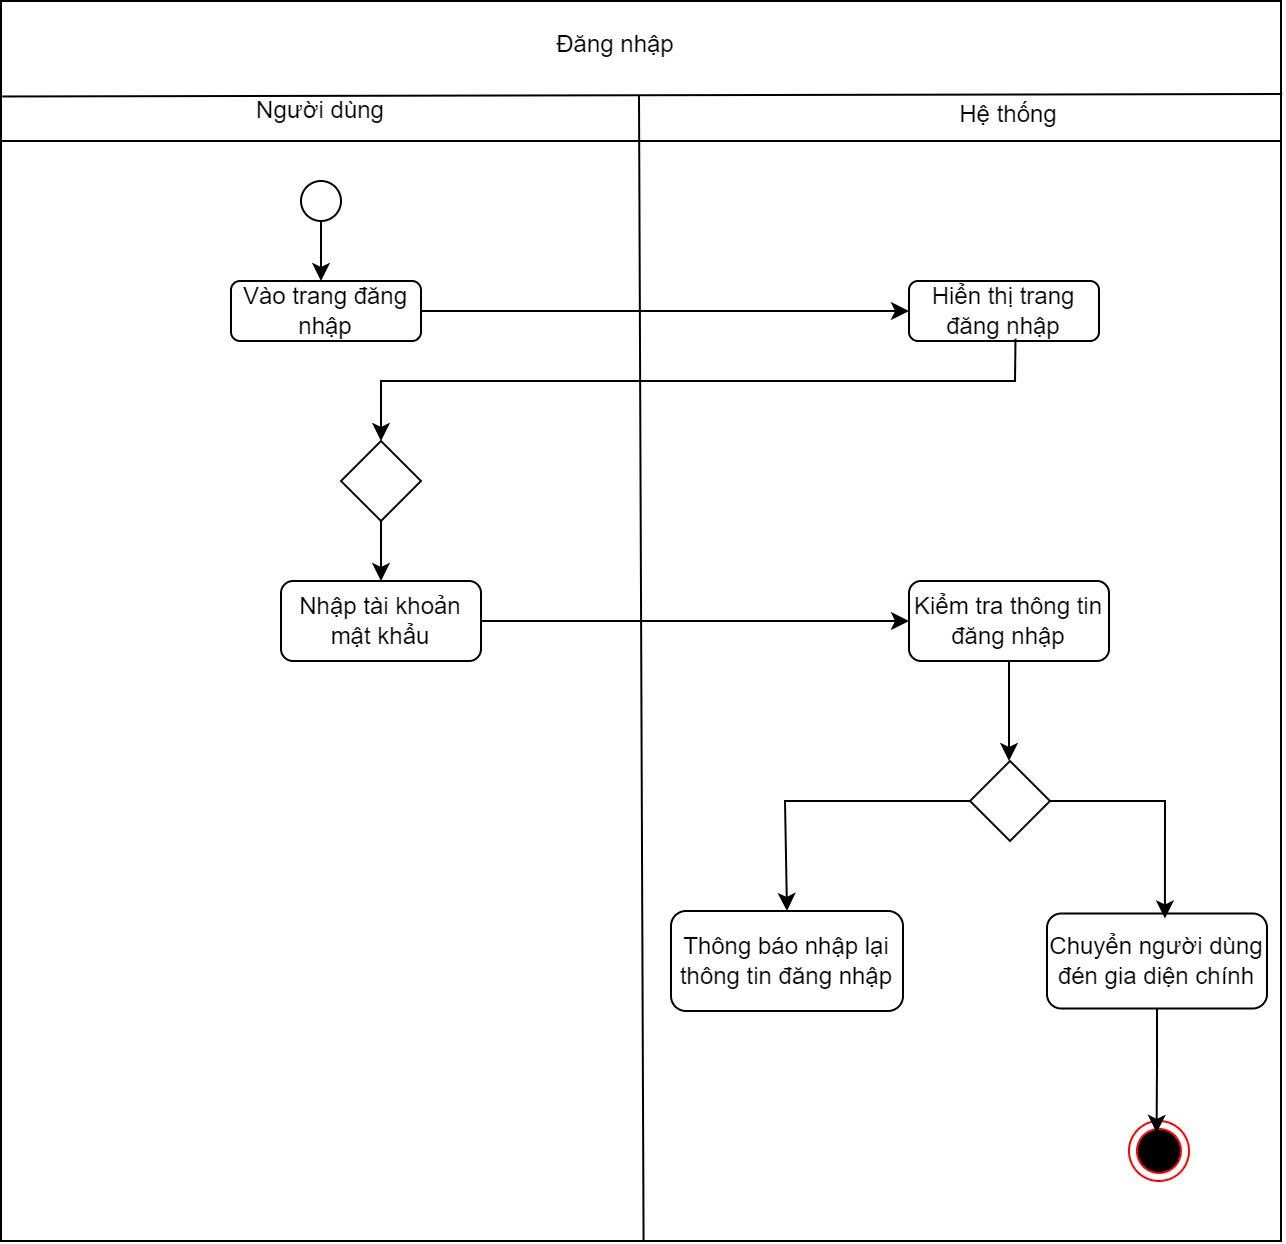 Đăng nhập
Người dùng
Hệ thống
Vào trang đăng
nhập
Hiển thị trang
đăng nhập
Nhập tài khoản
mật khẩu
Kiểm tra thông tin
đăng nhập
Thông báo nhập lại
thông tin đăng nhập
Chuyển người dùng
đén gia diện chính